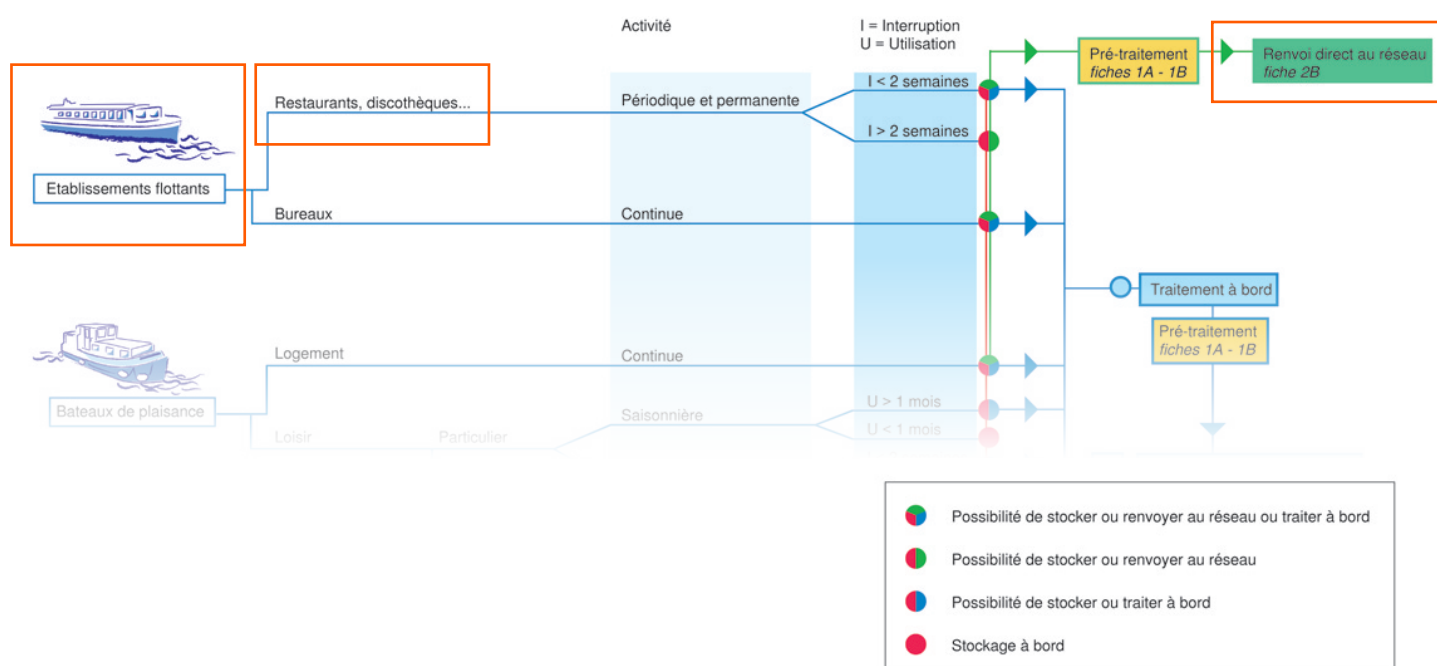 Activité
I = Interruption
U = Utilisation
Pré-traitement
fiches 1A - 1B
Renvoi direct au réseau
fiche 2B
I < 2 semaines
Restaurants, discothèques...
Périodique et permanente
I > 2 semaines
Etablissements flottants
Bureaux
Continue
Traitement à bord
Pré-traitement
fiches 1A - 1B
Logement
Continue
Bateaux de plaisance
Saisonnière
U > 1 mois
U < 1 mois
Loisir
Particulier
Possibilité de stocker ou renvoyer au réseau ou traiter à bord
Possibilité de stocker ou renvoyer au réseau
Possibilité de stocker ou traiter à bord
Stockage à bord